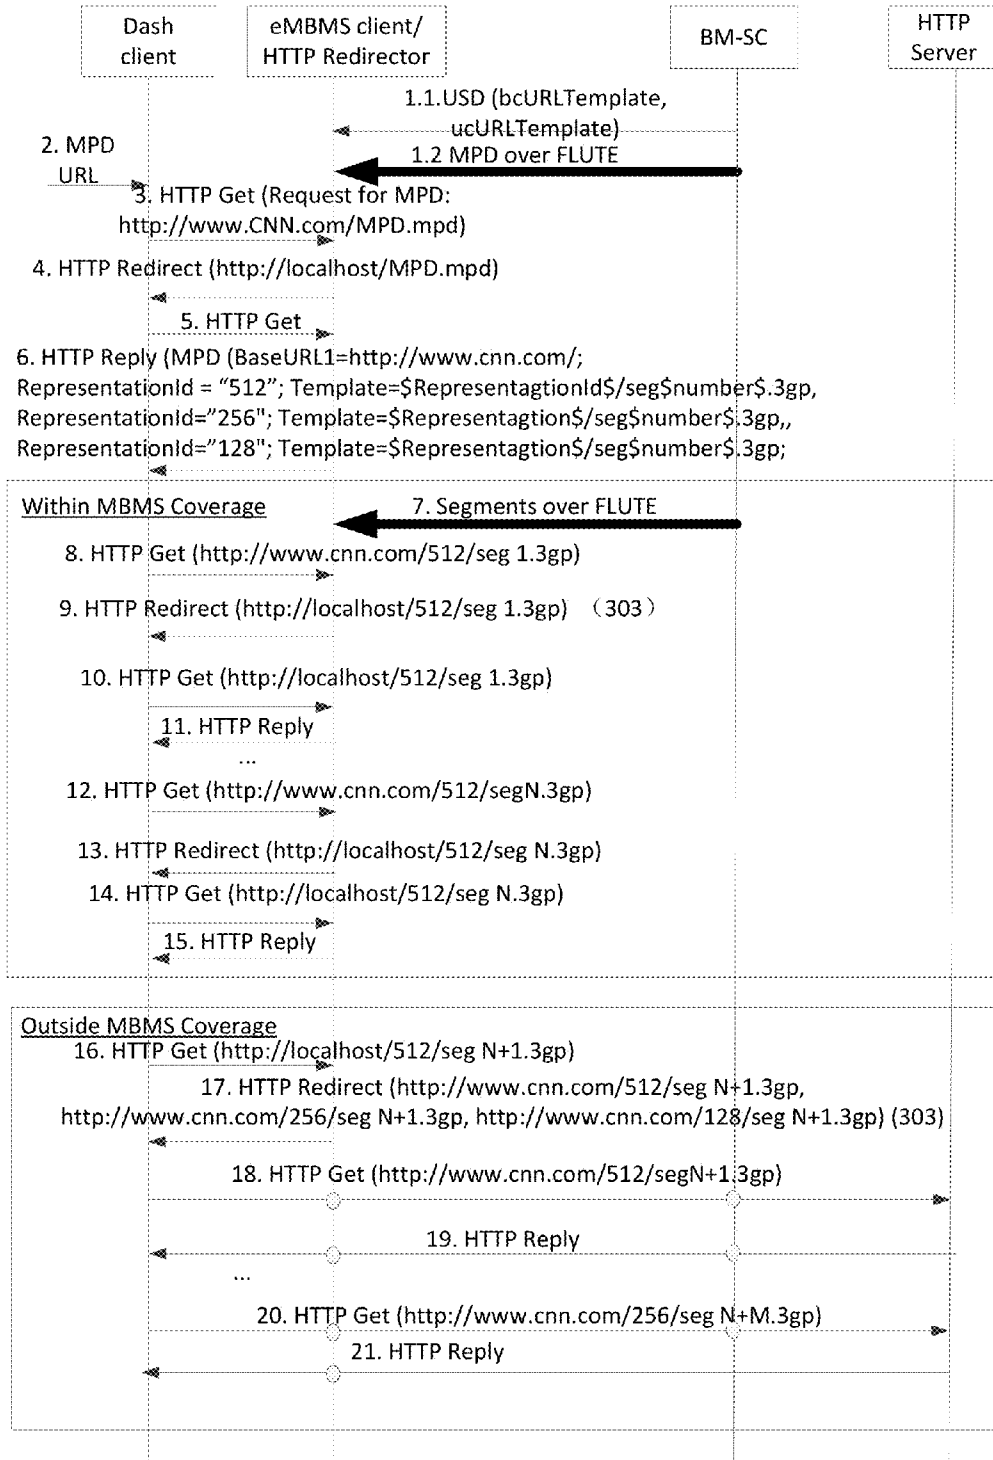 Dash
client
eMBMS client/
HTTP Redirector
BM-SC
HTTP
Server
1.1.USD (bcURLTemplate,
ucURLTemplate)
2. MPD
URL
1.2 MPD over FLUTE
3. HTTP Get (Request for MPD:
http://www.CNN.com/MPD.mpd)
4. HTTP Redirect (http://localhost/MPD.mpd)
5. HTTP Get
6. HTTP Reply (MPD (BaseURL1=http://www.cnn.com/;
RepresentationId = “512”; Template=$RepresentagtionId$/seg$number$.3gp,
RepresentationId=”256"; Template=$Representagtion$/seg$number$.3gp,,
RepresentationId=”128"; Template=$Representagtion$/seg$number$.3gp;
Within MBMS Coverage
7. Segments over FLUTE
8. HTTP Get (http://www.cnn.com/512/seg 1.3gp)
9. HTTP Redirect (http://localhost/512/seg 1.3gp) （303）
10. HTTP Get (http://localhost/512/seg 1.3gp)
11. HTTP Reply
...
12. HTTP Get (http://www.cnn.com/512/segN.3gp)
13. HTTP Redirect (http://localhost/512/seg N.3gp)
14. HTTP Get (http://localhost/512/seg N.3gp)
15. HTTP Reply
Outside MBMS Coverage
16. HTTP Get (http://localhost/512/seg N+1.3gp)
17. HTTP Redirect (http://www.cnn.com/512/seg N+1.3gp,
http://www.cnn.com/256/seg N+1.3gp, http://www.cnn.com/128/seg N+1.3gp) (303)
18. HTTP Get (http://www.cnn.com/512/segN+1.3gp)
19. HTTP Reply
...
20. HTTP Get (http://www.cnn.com/256/seg N+M.3gp)
21. HTTP Reply